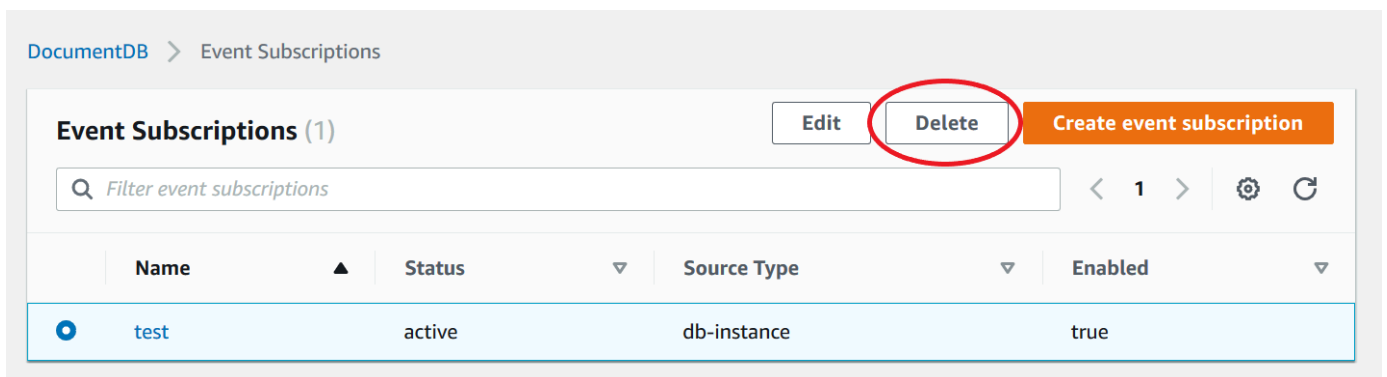 DocumentDB > Event Subscriptions
Event Subscriptions (1)
Edit
Delete
Create event subscription
Filter event subscriptions
1
Name Status Source Type Enabled
test active db-instance true